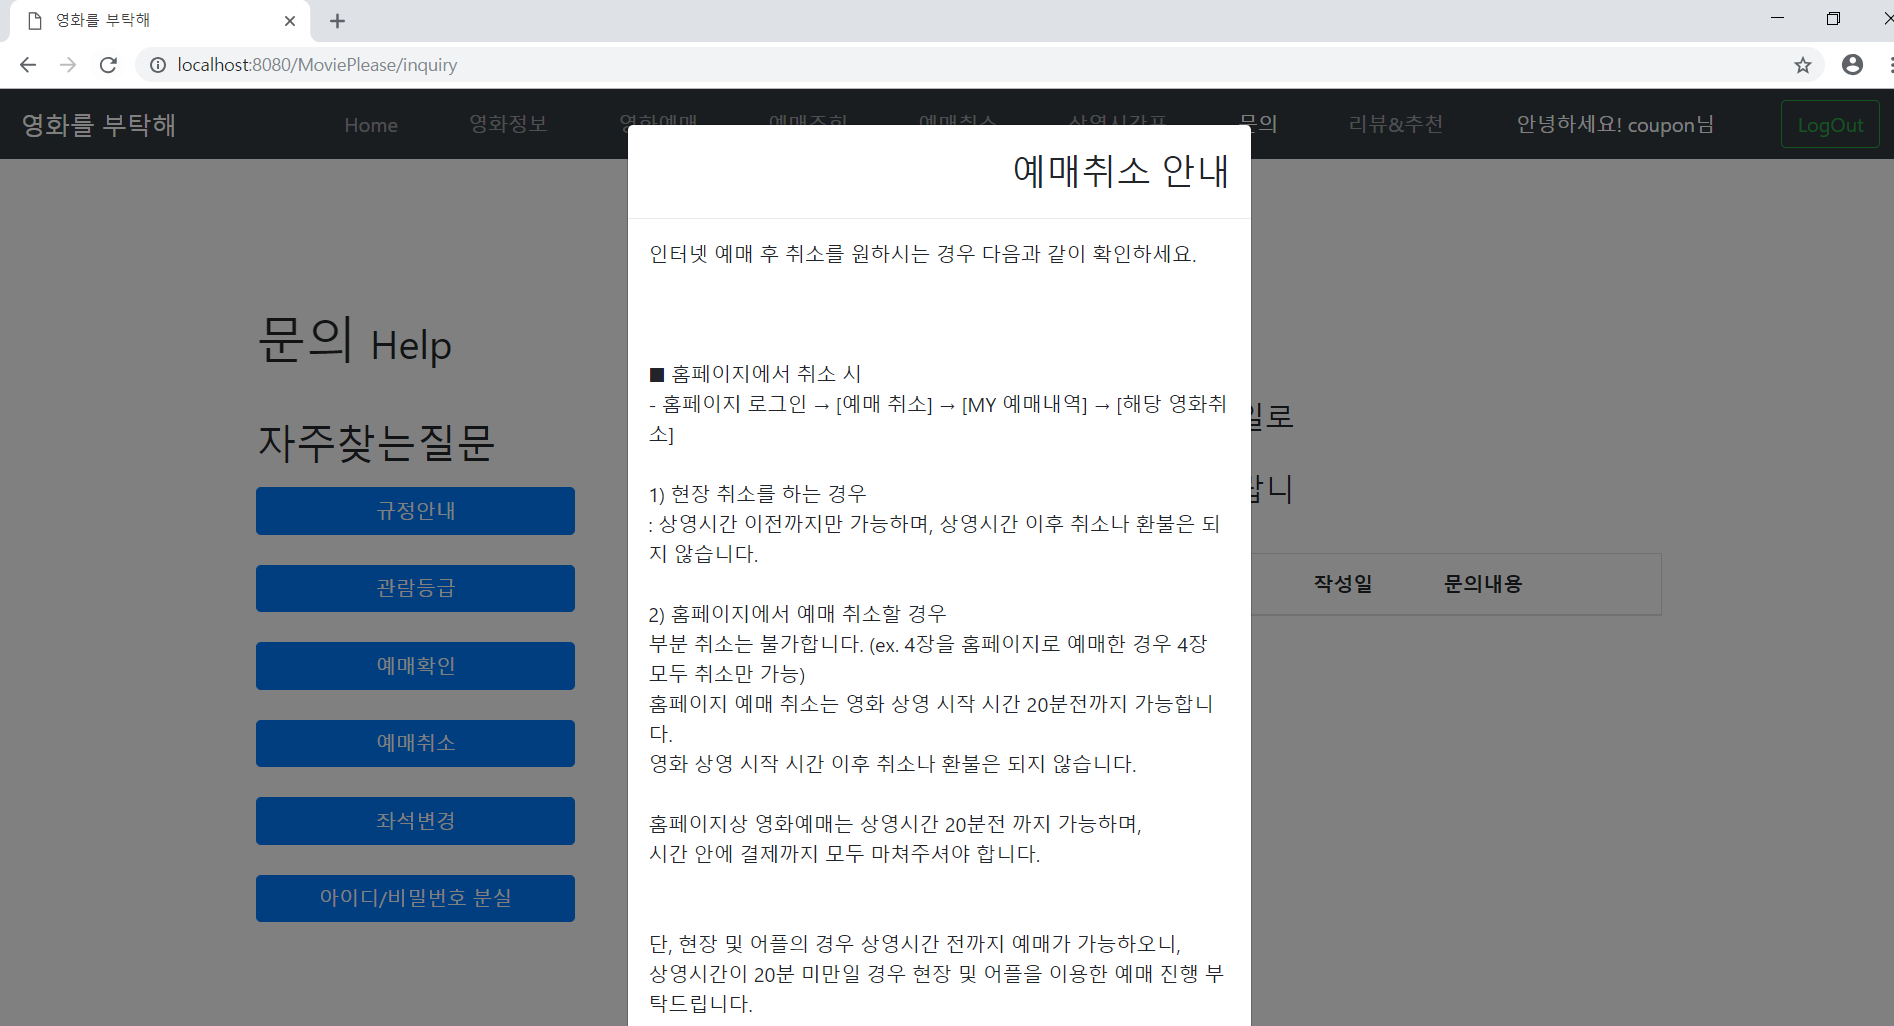 영화를 부탁해
localhost:8080/MoviePlease/inquiry
영화를 부탁해
Home
영화정보
영화예매
예매조회
예매취소
상영시간표
문의
리뷰&추천
안녕하세요! coupon님
LogOut
문의 Help
자주찾는질문
규정안내
관람등급
예매확인
예매취소
좌석변경
아이디/비밀번호 분실
예매취소 안내
인터넷 예매 후 취소를 원하시는 경우 다음과 같이 확인하세요.
■ 홈페이지에서 취소 시
- 홈페이지 로그인 → [예매 취소] → [MY 예매내역] → [해당 영화취
소]
1) 현장 취소를 하는 경우
: 상영시간 이전까지만 가능하며, 상영시간 이후 취소나 환불은 되
지 않습니다.
2) 홈페이지에서 예매 취소할 경우
부분 취소는 불가합니다. (ex. 4장을 홈페이지로 예매한 경우 4장
모두 취소만 가능)
홈페이지 예매 취소는 영화 상영 시작 시간 20분전까지 가능합니
다.
영화 상영 시작 시간 이후 취소나 환불은 되지 않습니다.
홈페이지상 영화예매는 상영시간 20분전 까지 가능하며,
시간 안에 결제까지 모두 마쳐주셔야 합니다.
단, 현장 및 어플의 경우 상영시간 전까지 예매가 가능하오니,
상영시간이 20분 미만일 경우 현장 및 어플을 이용한 예매 진행 부
탁드립니다.
작성일
문의내용